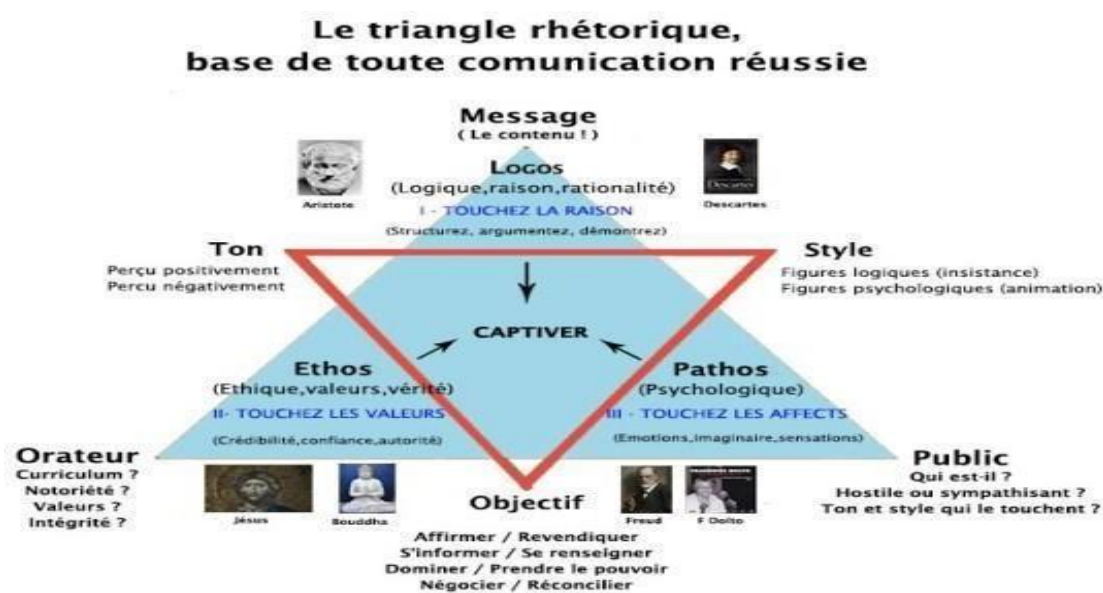 Le triangle rhétorique,
base de toute comunication réussie
Message
( Le contenu ! )
Logos
(Logique,raison,rationalité)
Aristote
Descartes
Descartes
I - TOUCHEZ LA RAISON
(Structurez, argumentez, démontrez)
Ton
Perçu positivement
Percu négativement
Style
Figures logiques (insistance)
Figures psychologiques (animation)
CAPTIVER
Ethos
(Ethique,valeurs,vérité)
II- TOUCHEZ LES VALEURS
(Crédibilité,confiance,autorité)
Pathos
(Psychologique)
III - TOUCHEZ LES AFFECTS
(Emotions,imaginaire,sensations)
Orateur
Curriculum ?
Notoriété ?
Valeurs ?
Intégrité ?
Jésus
Bouddha
Objectif
Affirmer / Revendiquer
S'informer / Se renseigner
Dominer / Prendre le pouvoir
Négocier / Réconcilier
Freud
F Dolto
Public
Qui est-il ?
Hostile ou sympathisant ?
Ton et style qui le touchent ?